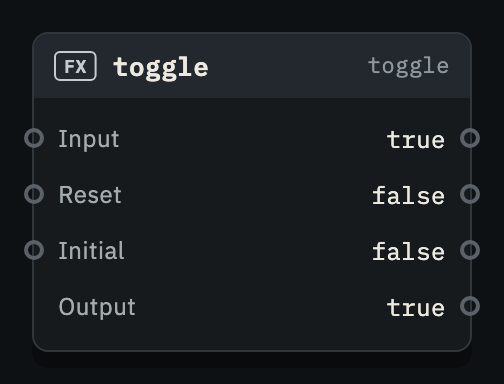 FX toggle toggle
Input true
Reset false
Initial false
Output true